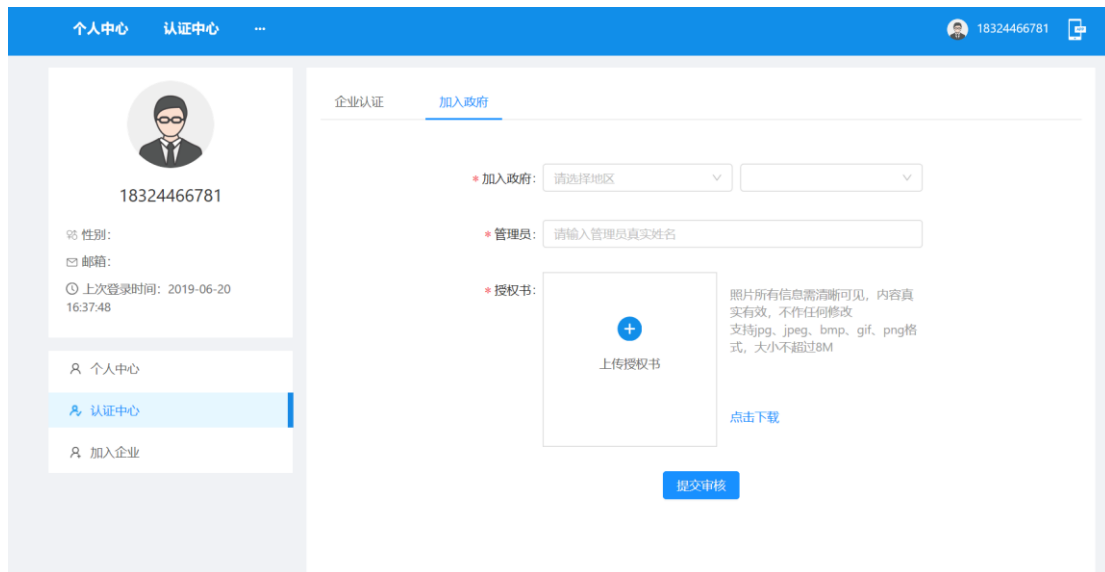 个人中心 认证中心 ···
18324466781
18324466781
性别：
邮箱：
上次登录时间：2019-06-20
16:37:48
个人中心
认证中心
加入企业
企业认证 加入政府
* 加入政府： 请选择地区
* 管理员： 请输入管理员真实姓名
* 授权书：
上传授权书
照片所有信息需清晰可见，内容真
实有效，不作任何修改
支持jpg、jpeg、bmp、gif、png格
式，大小不超过8M
点击下载
提交审核